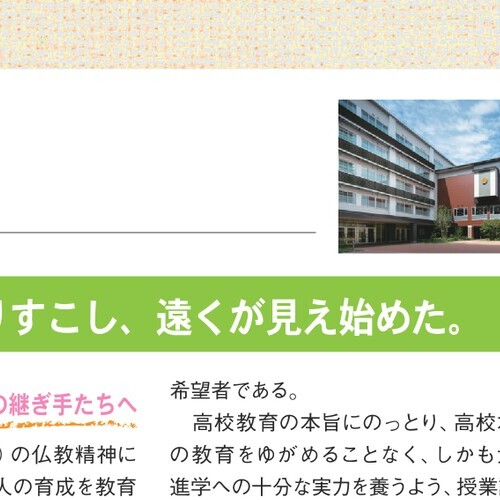 りすこし、遠くが見え始めた。
の継ぎ手たちへ
）の仏教精神に
人の育成を教育
希望者である。
高校教育の本旨にのっとり、高校
の教育をゆがめることなく、しかも
進学への十分な実力を養うよう、授業